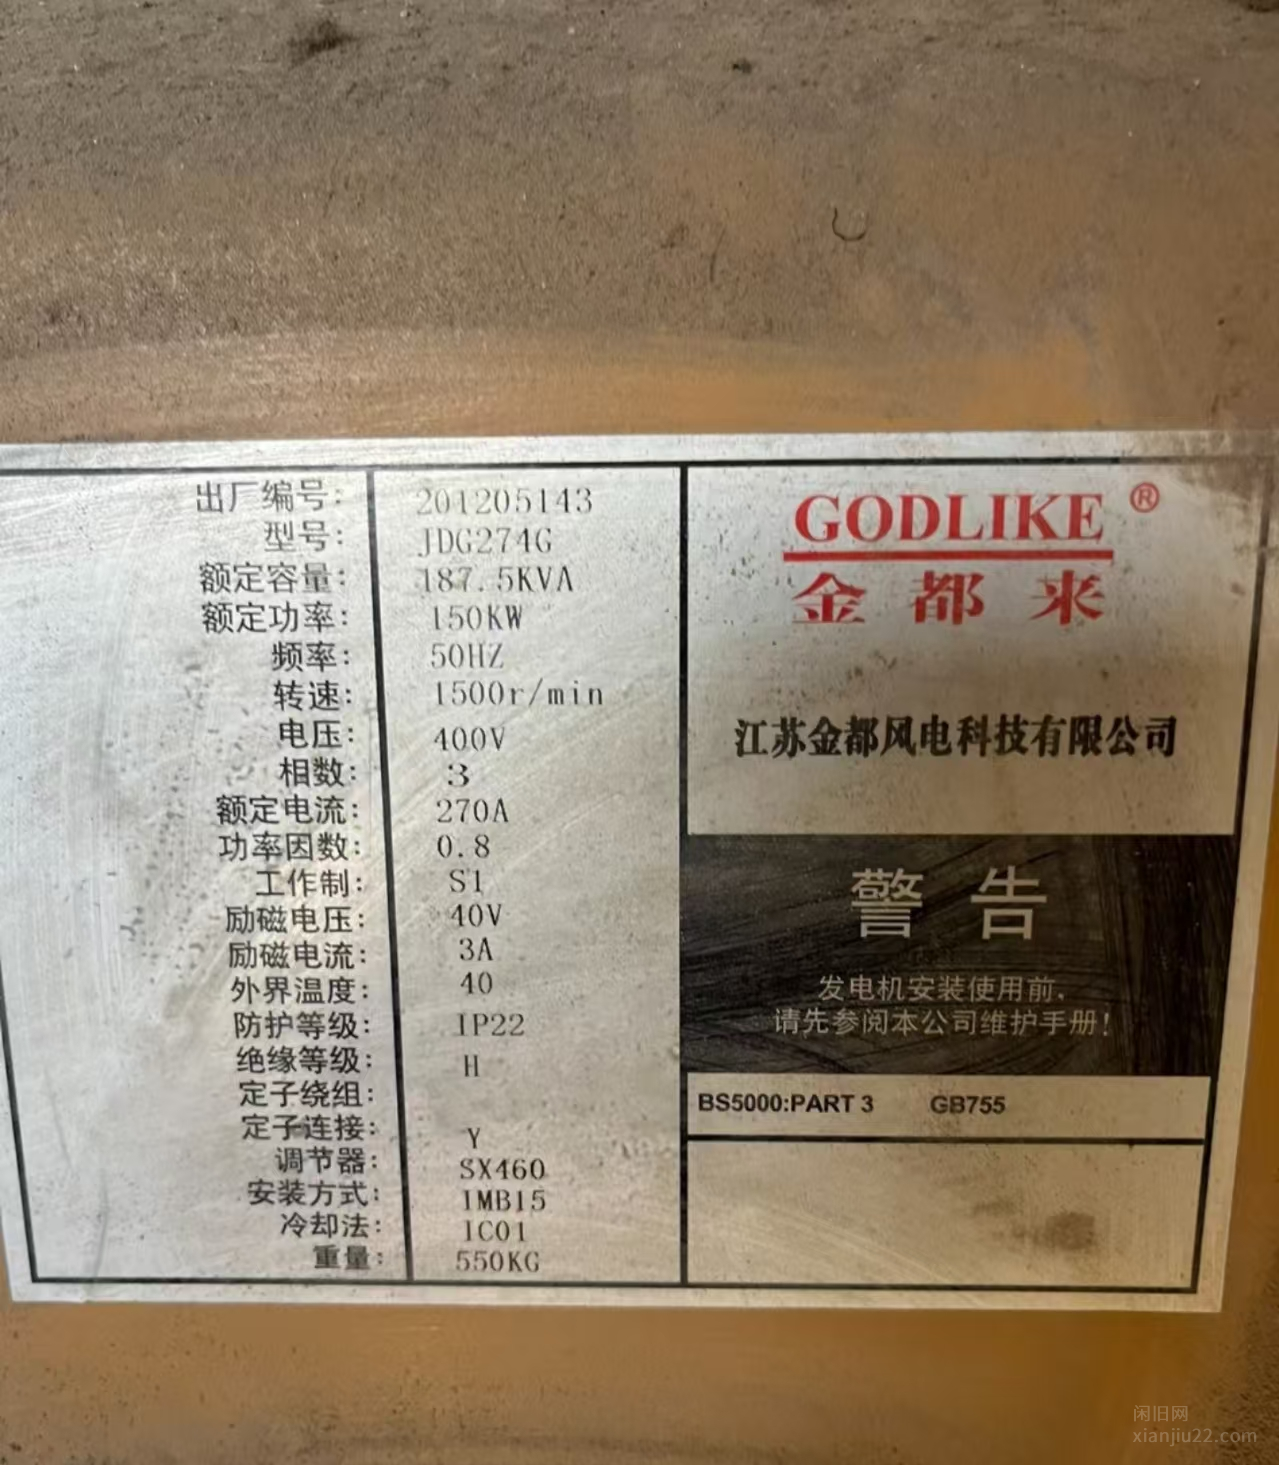 出厂编号: 201205143
型号: JDG274G
额定容量: 187.5KVA
额定功率: 150KW
频率: 50HZ
转速: 1500r/min
电压: 400V
相数: 3
额定电流: 270A
功率因数: 0.8
工作制: S1
励磁电压: 40V
励磁电流: 3A
外界温度: 40
防护等级: IP22
绝缘等级: H
定子绕组:
定子连接: Y
调节器: SX460
安装方式: IMB15
冷却法: IC01
重量: 550KG
GODLIKE®
金都来
江苏金都风电科技有限公司
警告
发电机安装使用前,
请先参阅本公司维护手册!
BS5000:PART 3 GB755
闲旧网
xianjiu22.com